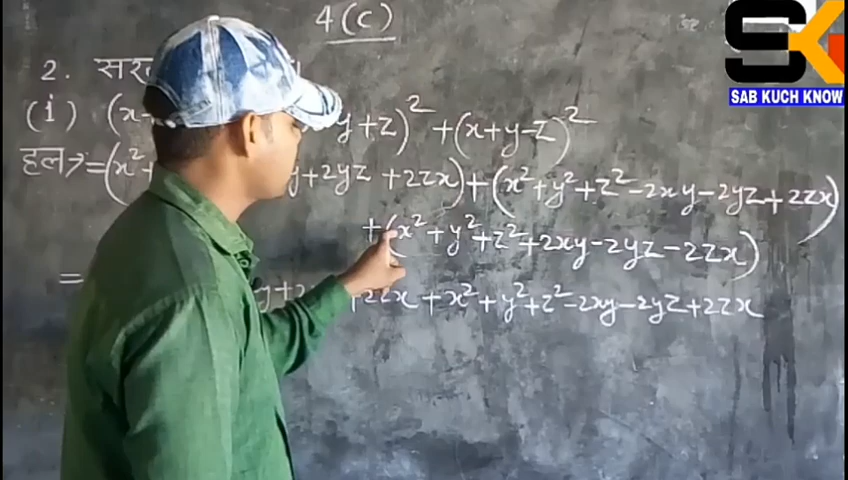 4(c)
2. सर
(i) (x y+z)² + (x+y-z)²
हल→ =(x²+ y+2yz +2zx)+(x²+y²+z²-2xy-2yz+2zx)
+(x²+y²+z²+2xy-2yz-2zx)
= y+2 +2zx+x²+y²+z²-2xy-2yz+2zx
SK
SAB KUCH KNOW